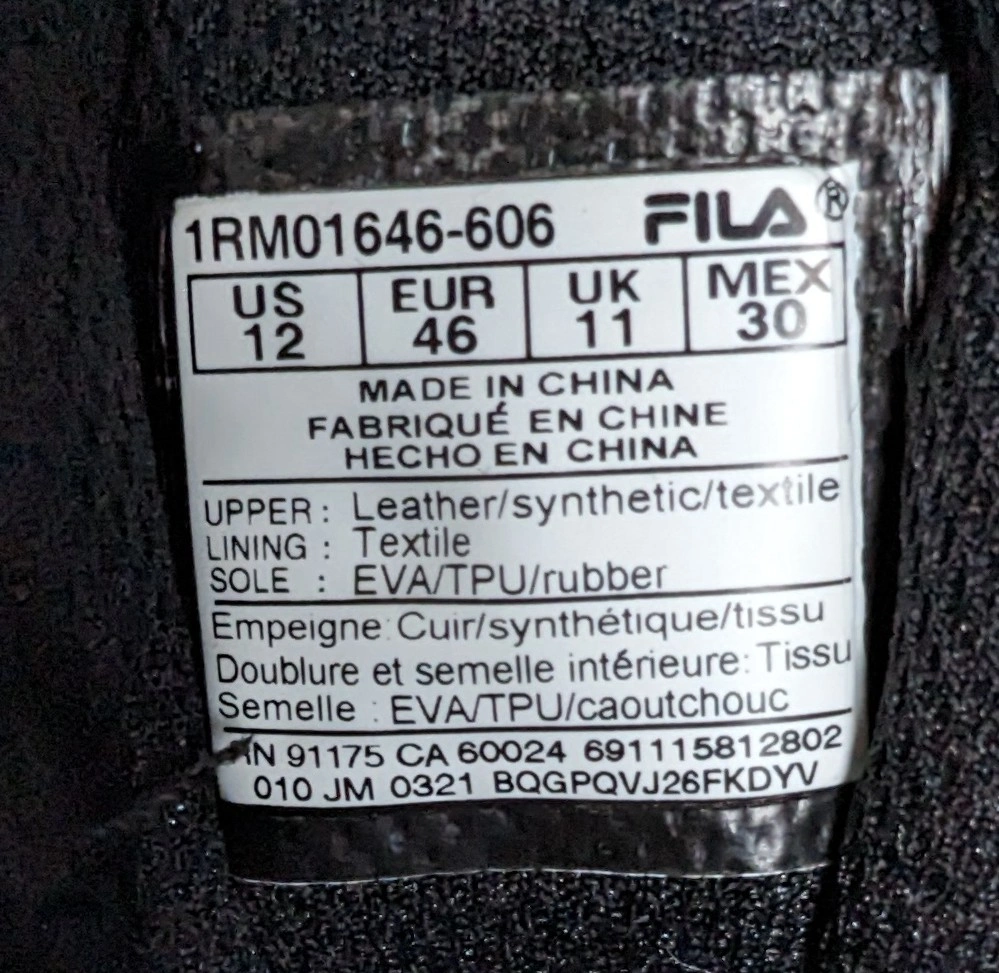 1RM01646-606 FILA®
US EUR UK MEX
12 46 11 30
MADE IN CHINA
FABRIQUÉ EN CHINE
HECHO EN CHINA
UPPER : Leather/synthetic/textile
LINING : Textile
SOLE : EVA/TPU/rubber
Empeigne: Cuir/synthétique/tissu
Doublure et semelle intérieure: Tissu
Semelle : EVA/TPU/caoutchouc
RN 91175 CA 60024 691115812802
010 JM 0321 BQGPQVJ26FKDYV